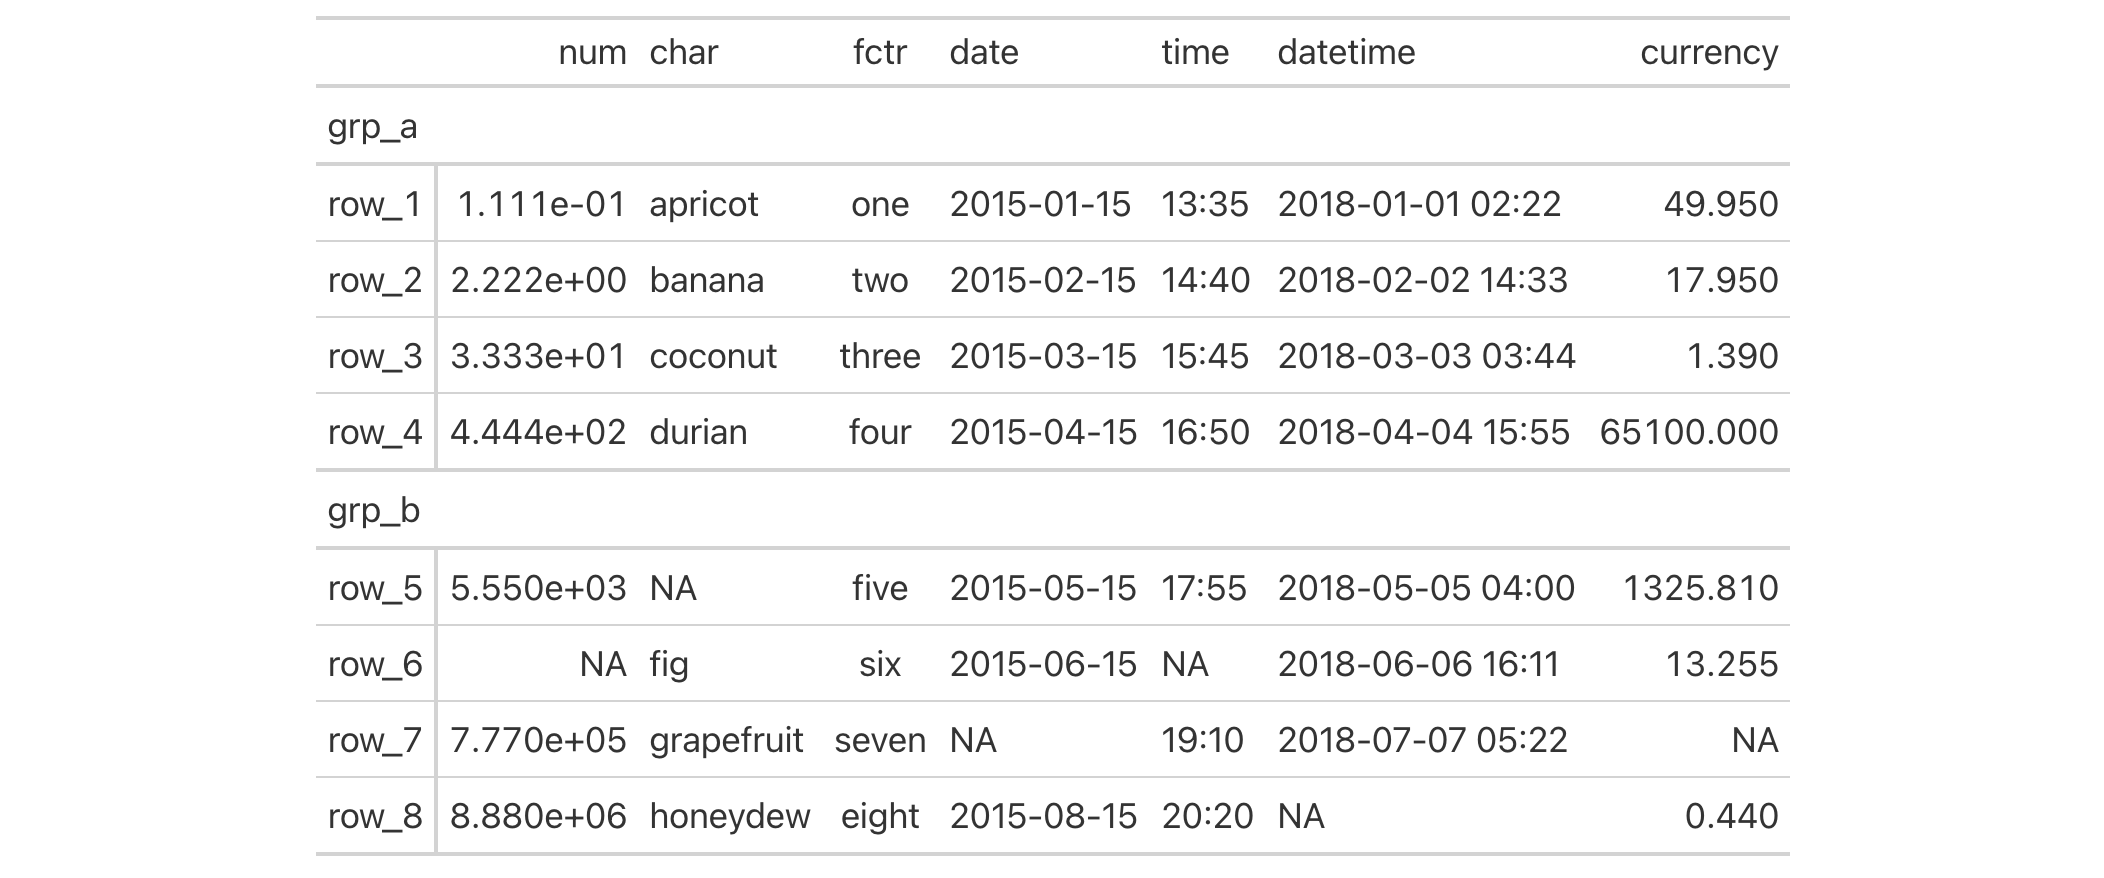 num char fctr date time datetime currency
grp_a
row_1 1.111e-01 apricot one 2015-01-15 13:35 2018-01-01 02:22 49.950
row_2 2.222e+00 banana two 2015-02-15 14:40 2018-02-02 14:33 17.950
row_3 3.333e+01 coconut three 2015-03-15 15:45 2018-03-03 03:44 1.390
row_4 4.444e+02 durian four 2015-04-15 16:50 2018-04-04 15:55 65100.000
grp_b
row_5 5.550e+03 NA five 2015-05-15 17:55 2018-05-05 04:00 1325.810
row_6 NA fig six 2015-06-15 NA 2018-06-06 16:11 13.255
row_7 7.770e+05 grapefruit seven NA 19:10 2018-07-07 05:22 NA
row_8 8.880e+06 honeydew eight 2015-08-15 20:20 NA 0.440